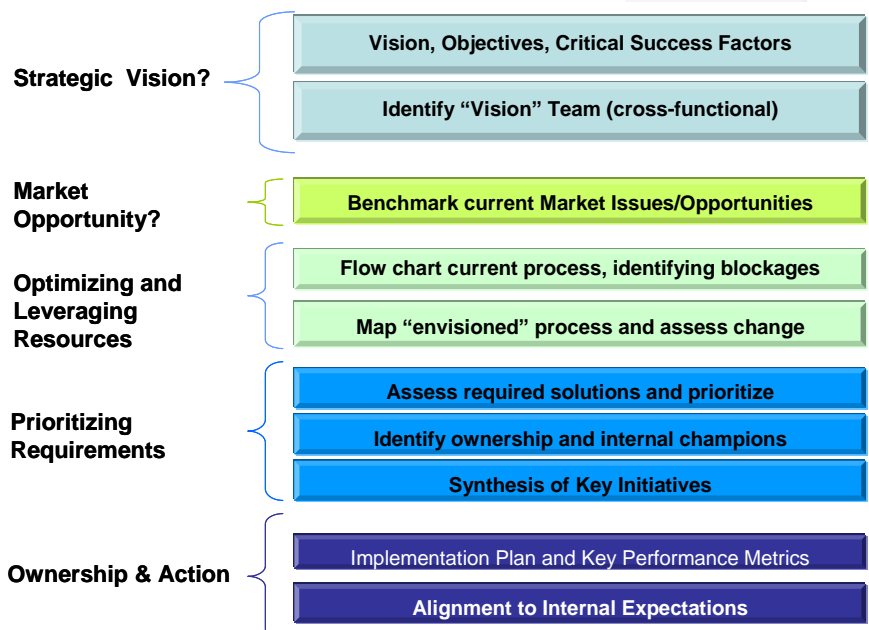 Strategic Vision?
Vision, Objectives, Critical Success Factors
Identify “Vision” Team (cross-functional)
Market
Opportunity?
Benchmark current Market Issues/Opportunities
Optimizing and
Leveraging
Resources
Flow chart current process, identifying blockages
Map “envisioned” process and assess change
Prioritizing
Requirements
Assess required solutions and prioritize
Identify ownership and internal champions
Synthesis of Key Initiatives
Ownership & Action
Implementation Plan and Key Performance Metrics
Alignment to Internal Expectations